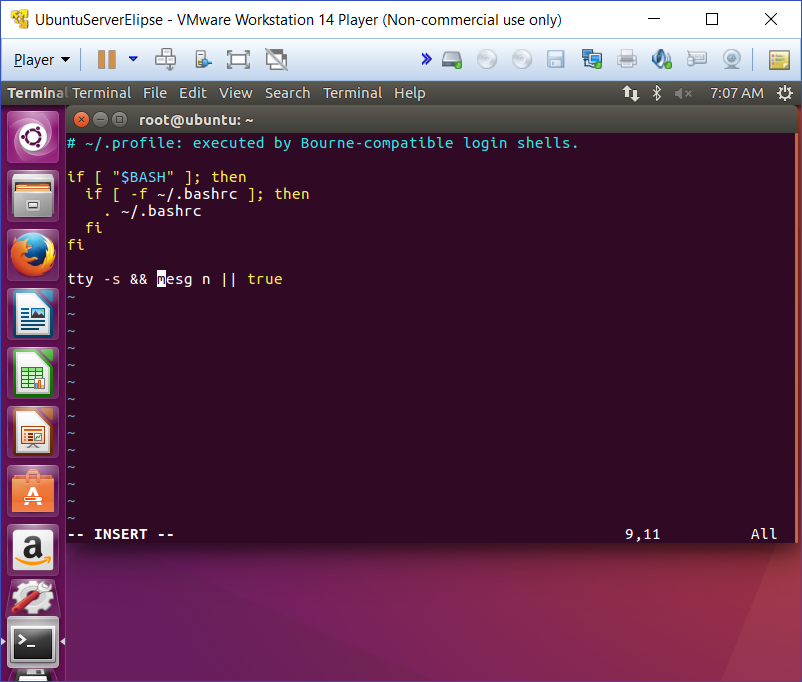 UbuntuServerElipse - VMware Workstation 14 Player (Non-commercial use only)
Player
Terminal Terminal File Edit View Search Terminal Help 7:07 AM
root@ubuntu: ~
# ~/.profile: executed by Bourne-compatible login shells.
if [ "$BASH" ]; then
  if [ -f ~/.bashrc ]; then
    . ~/.bashrc
  fi
fi
tty -s && mesg n || true
~
~
~
~
~
~
~
~
~
~
~
~
~
~
-- INSERT -- 9,11 All